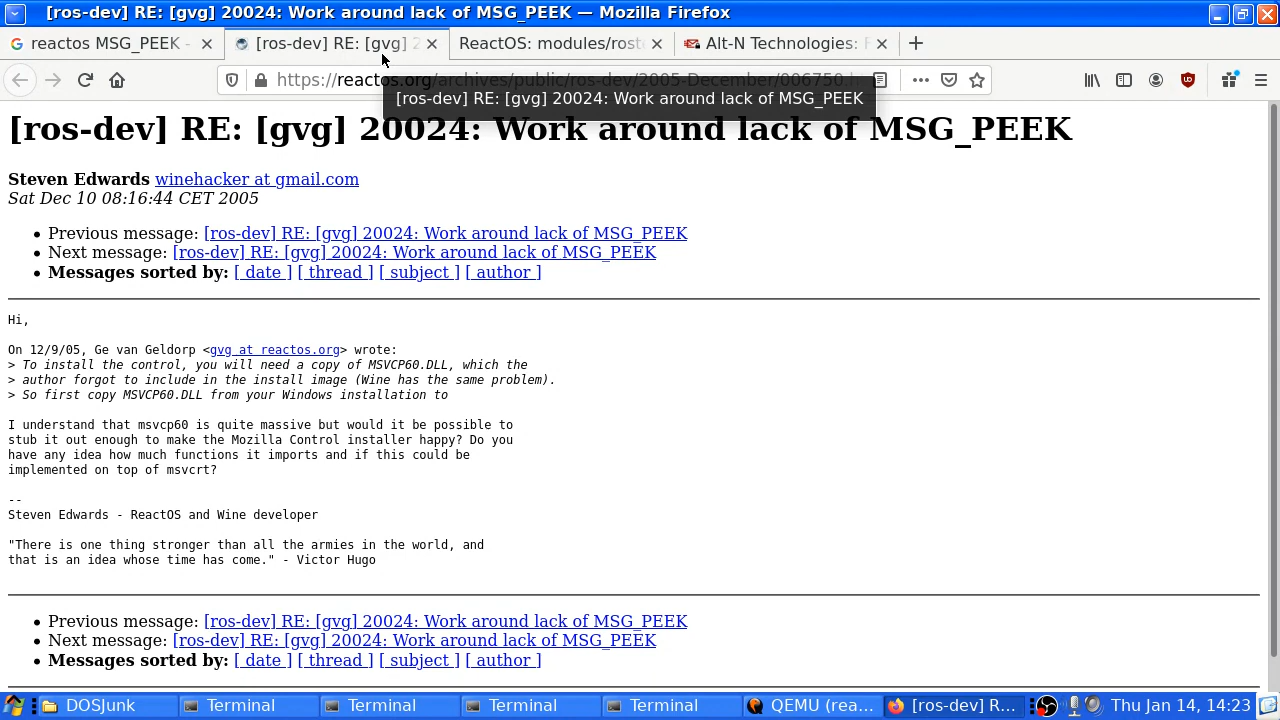 [ros-dev] RE: [gvg] 20024: Work around lack of MSG_PEEK — Mozilla Firefox
reactos MSG_PEEK -
[ros-dev] RE: [gvg] 2
ReactOS: modules/rost
Alt-N Technologies: F
https://reactos.org/archives/public/ros-dev/2005-December/006750.
[ros-dev] RE: [gvg] 20024: Work around lack of MSG_PEEK
[ros-dev] RE: [gvg] 20024: Work around lack of MSG_PEEK
Steven Edwards winehacker at gmail.com
Sat Dec 10 08:16:44 CET 2005
• Previous message: [ros-dev] RE: [gvg] 20024: Work around lack of MSG_PEEK
• Next message: [ros-dev] RE: [gvg] 20024: Work around lack of MSG_PEEK
• Messages sorted by: [ date ] [ thread ] [ subject ] [ author ]
Hi,
On 12/9/05, Ge van Geldorp <gvg at reactos.org> wrote:
> To install the control, you will need a copy of MSVCP60.DLL, which the
> author forgot to include in the install image (Wine has the same problem).
> So first copy MSVCP60.DLL from your Windows installation to
I understand that msvcp60 is quite massive but would it be possible to
stub it out enough to make the Mozilla Control installer happy? Do you
have any idea how much functions it imports and if this could be
implemented on top of msvcrt?
--
Steven Edwards - ReactOS and Wine developer
"There is one thing stronger than all the armies in the world, and
that is an idea whose time has come." - Victor Hugo
• Previous message: [ros-dev] RE: [gvg] 20024: Work around lack of MSG_PEEK
• Next message: [ros-dev] RE: [gvg] 20024: Work around lack of MSG_PEEK
• Messages sorted by: [ date ] [ thread ] [ subject ] [ author ]
DOSJunk
Terminal
Terminal
Terminal
Terminal
QEMU (rea...
[ros-dev] R...
Thu Jan 14, 14:23